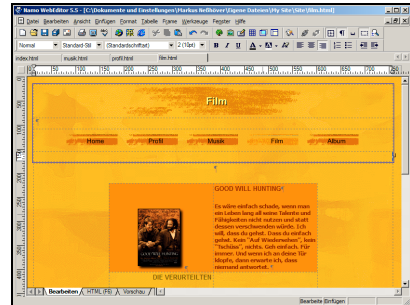 Namo WebEditor 5.5 - [C:\Dokumente und Einstellungen\Markus Neßhöver\Eigene Dateien\My Site\Site\film.html]
Datei Bearbeiten Ansicht Einfügen Format Tabelle Frame Werkzeuge Fenster Hilfe
Normal Standard-Stil (Standardschriftart) 2 (10pt) B I U
index.html musik.html profil.html film.html
Film
Home Profil Musik Film Album
GOOD WILL HUNTING
Es wäre einfach schade, wenn man
ein Leben lang all seine Talente und
Fähigkeiten nicht nutzen und statt
dessen verschwenden würde. Ich
will, dass du gehst. Dass du einfach
gehst. Kein "Auf Wiedersehen", kein
"Tschüss", nichts. Geh einfach. Für
immer. Und wenn ich an deine Tür
klopfe, dann erwarte ich, dass
niemand antwortet.
GOOD WILL HUNTING
DIE VERURTEILTEN
Bearbeiten HTML (F6) Vorschau
Bearbeite Einfügen